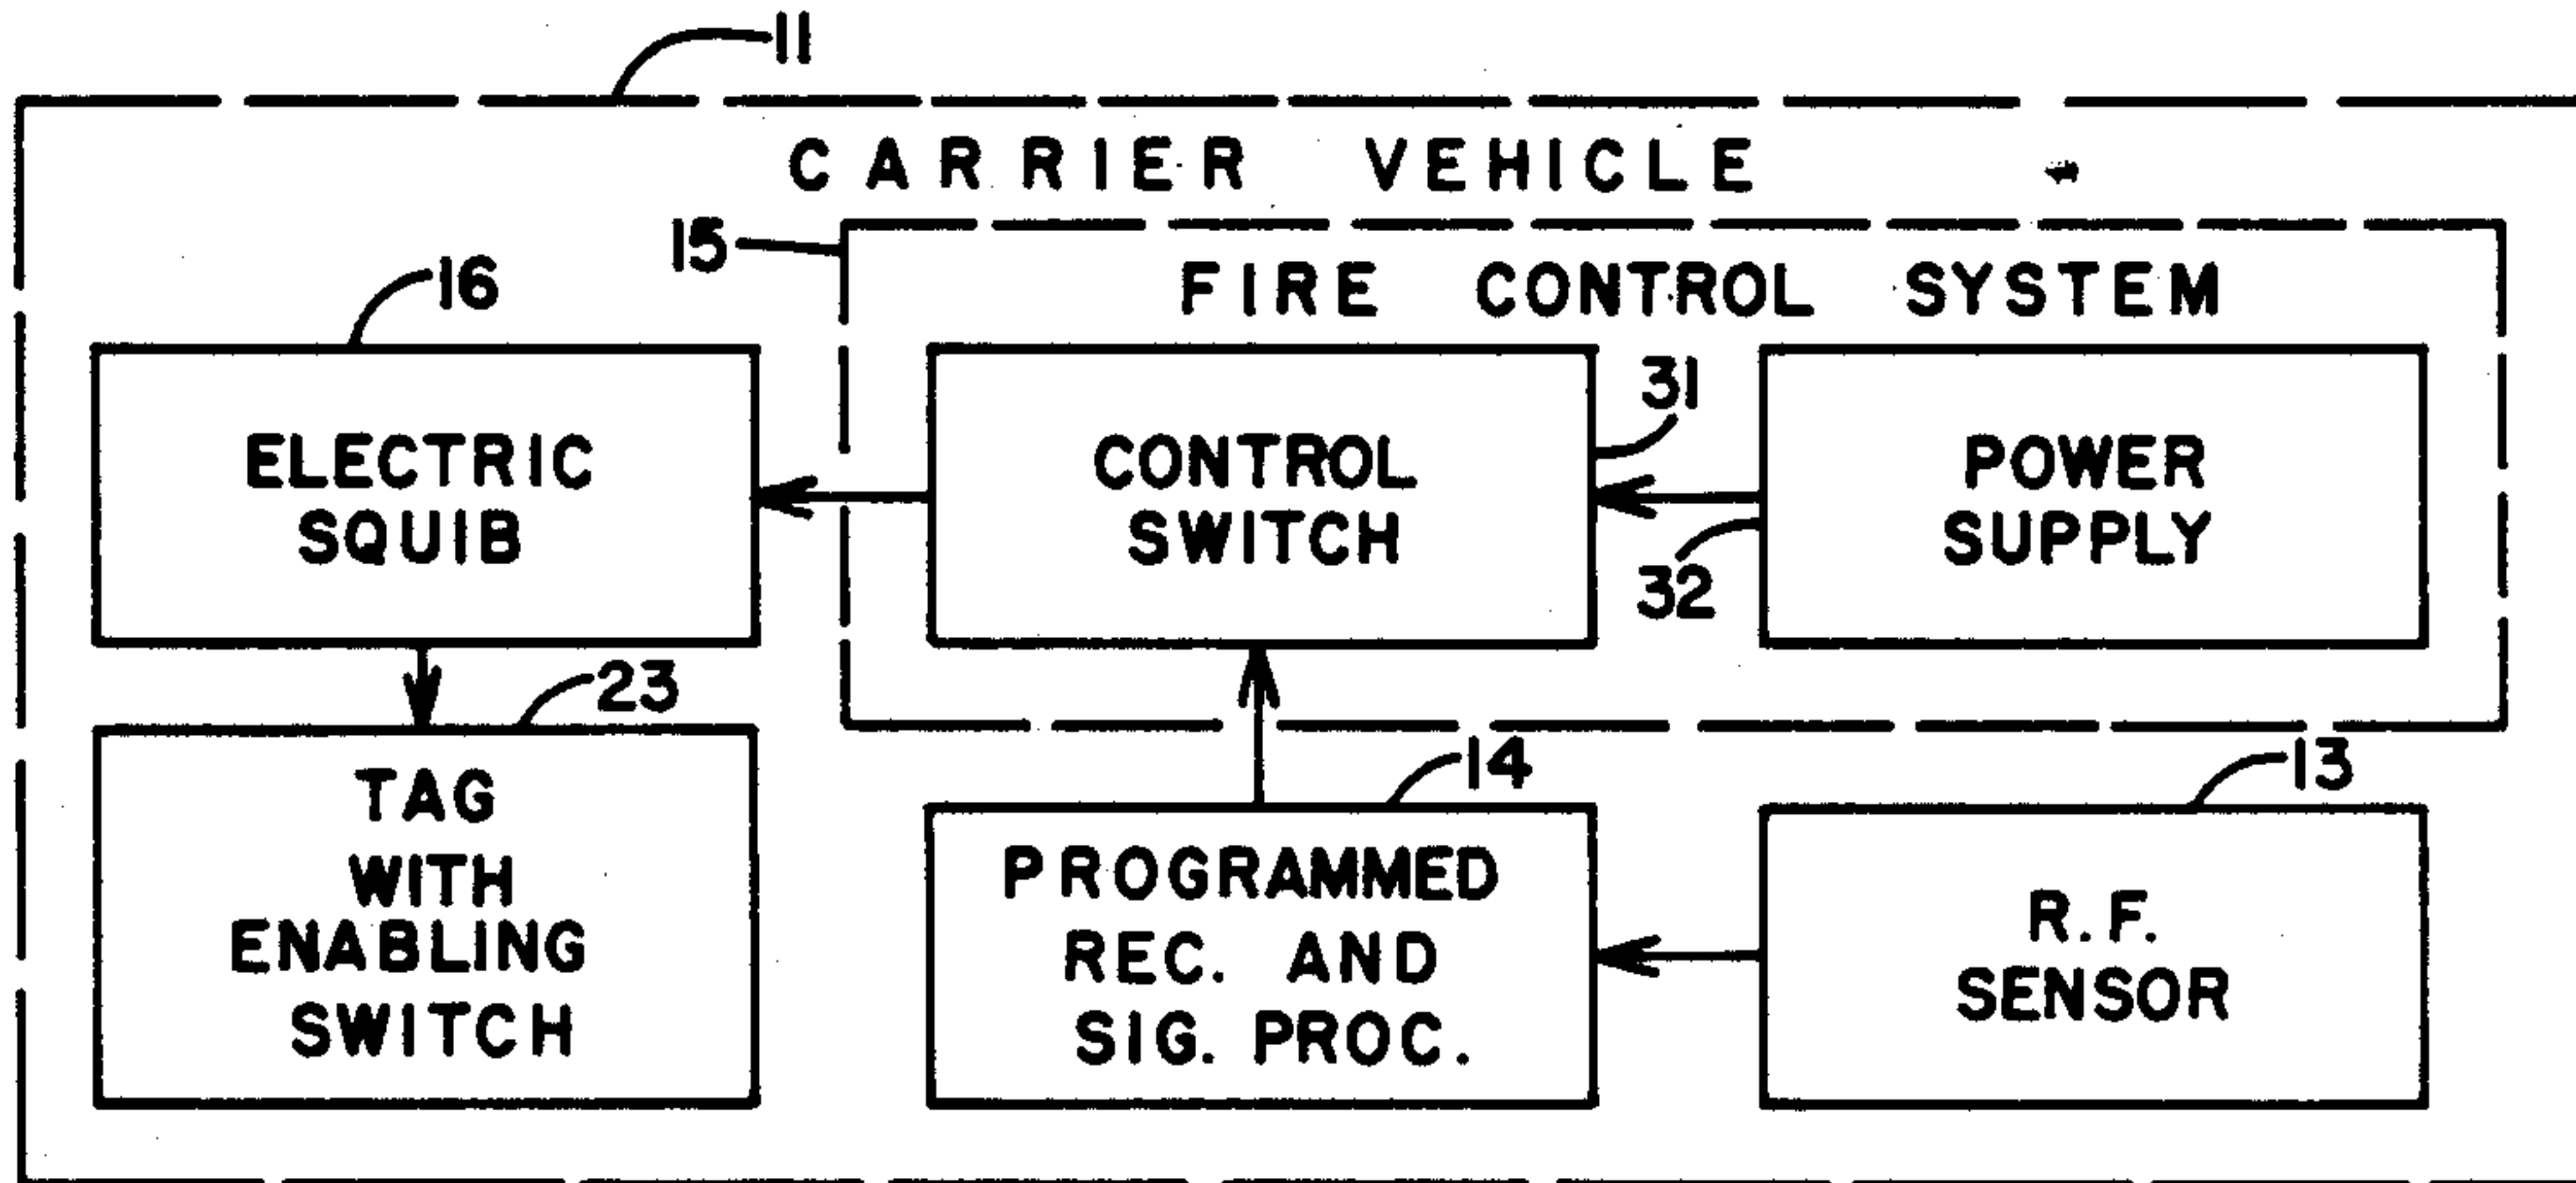 11
CARRIER VEHICLE
15
FIRE CONTROL SYSTEM
16
ELECTRIC
SQUIB
CONTROL
SWITCH
31
32
POWER
SUPPLY
23
TAG
WITH
ENABLING
SWITCH
14
PROGRAMMED
REC. AND
SIG. PROC.
13
R.F.
SENSOR